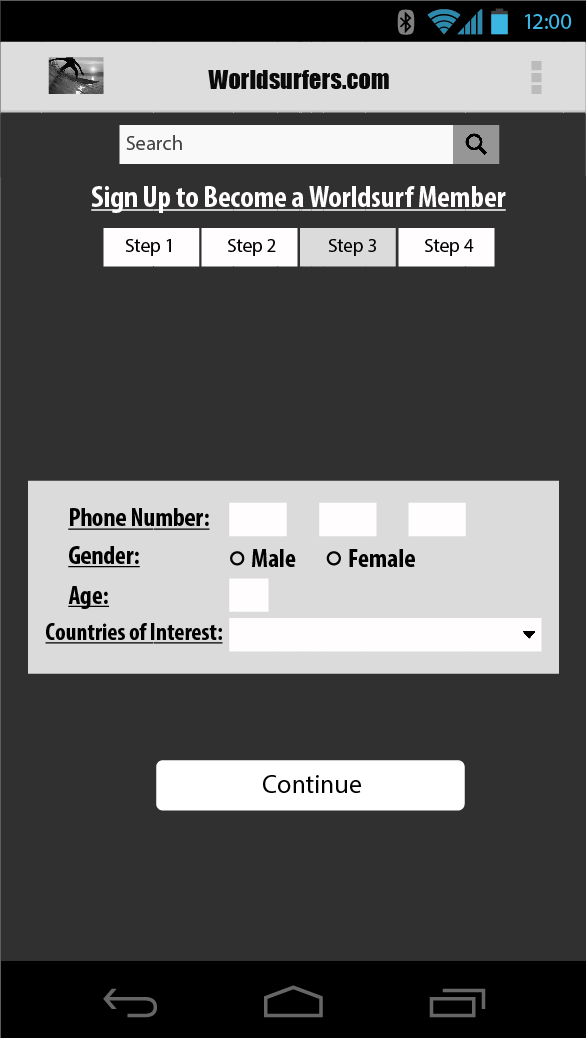 12:00
Worldsurfers.com
Search
Sign Up to Become a Worldsurf Member
Step 1 Step 2 Step 3 Step 4
Phone Number:
Gender: Male Female
Age:
Countries of Interest:
Continue